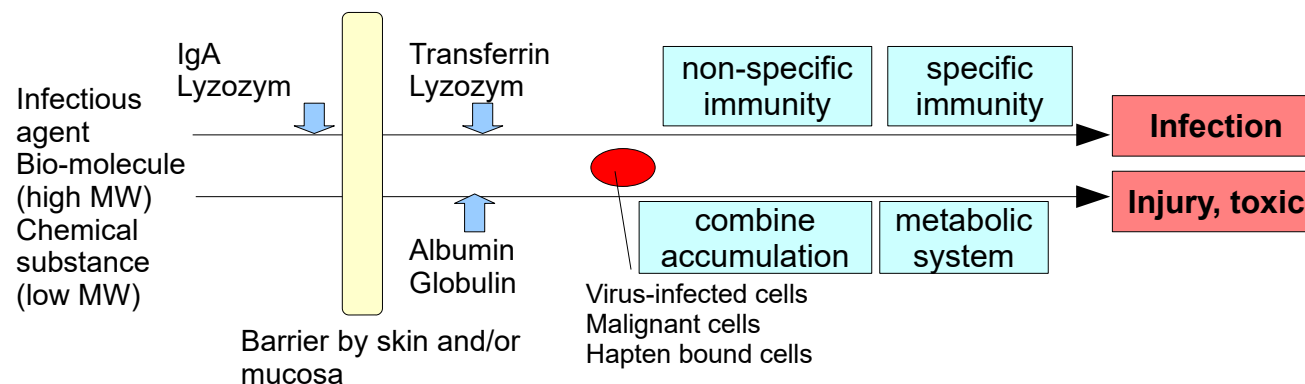 Infectious
agent
Bio-molecule
(high MW)
Chemical
substance
(low MW)
IgA
Lyzozym
Barrier by skin and/or
mucosa
Transferrin
Lyzozym
Albumin
Globulin
Virus-infected cells
Malignant cells
Hapten bound cells
non-specific
immunity
specific
immunity
combine
accumulation
metabolic
system
Infection
Injury, toxic